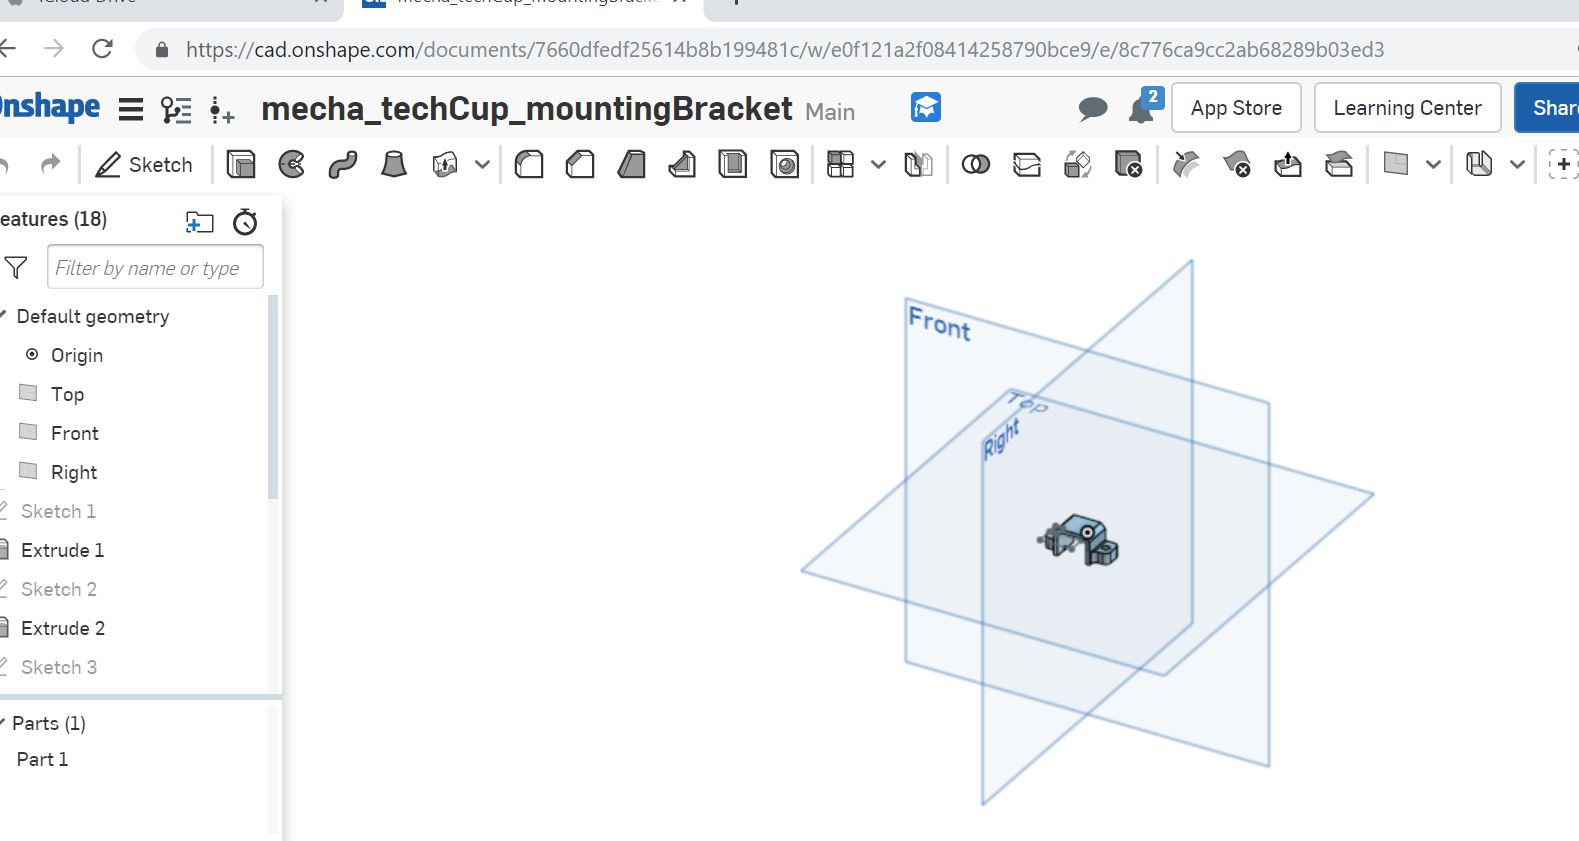 https://cad.onshape.com/documents/7660dfedf25614b8b199481c/w/e0f121a2f08414258790bce9/e/8c776ca9cc2ab68289b03ed3
nshape mecha_techCup_mountingBracket Main 2 App Store Learning Center Shar
Sketch
eatures (18)
Filter by name or type
Default geometry
Origin
Top
Front
Right
Sketch 1
Extrude 1
Sketch 2
Extrude 2
Sketch 3
Parts (1)
Part 1
Front
Top
Right